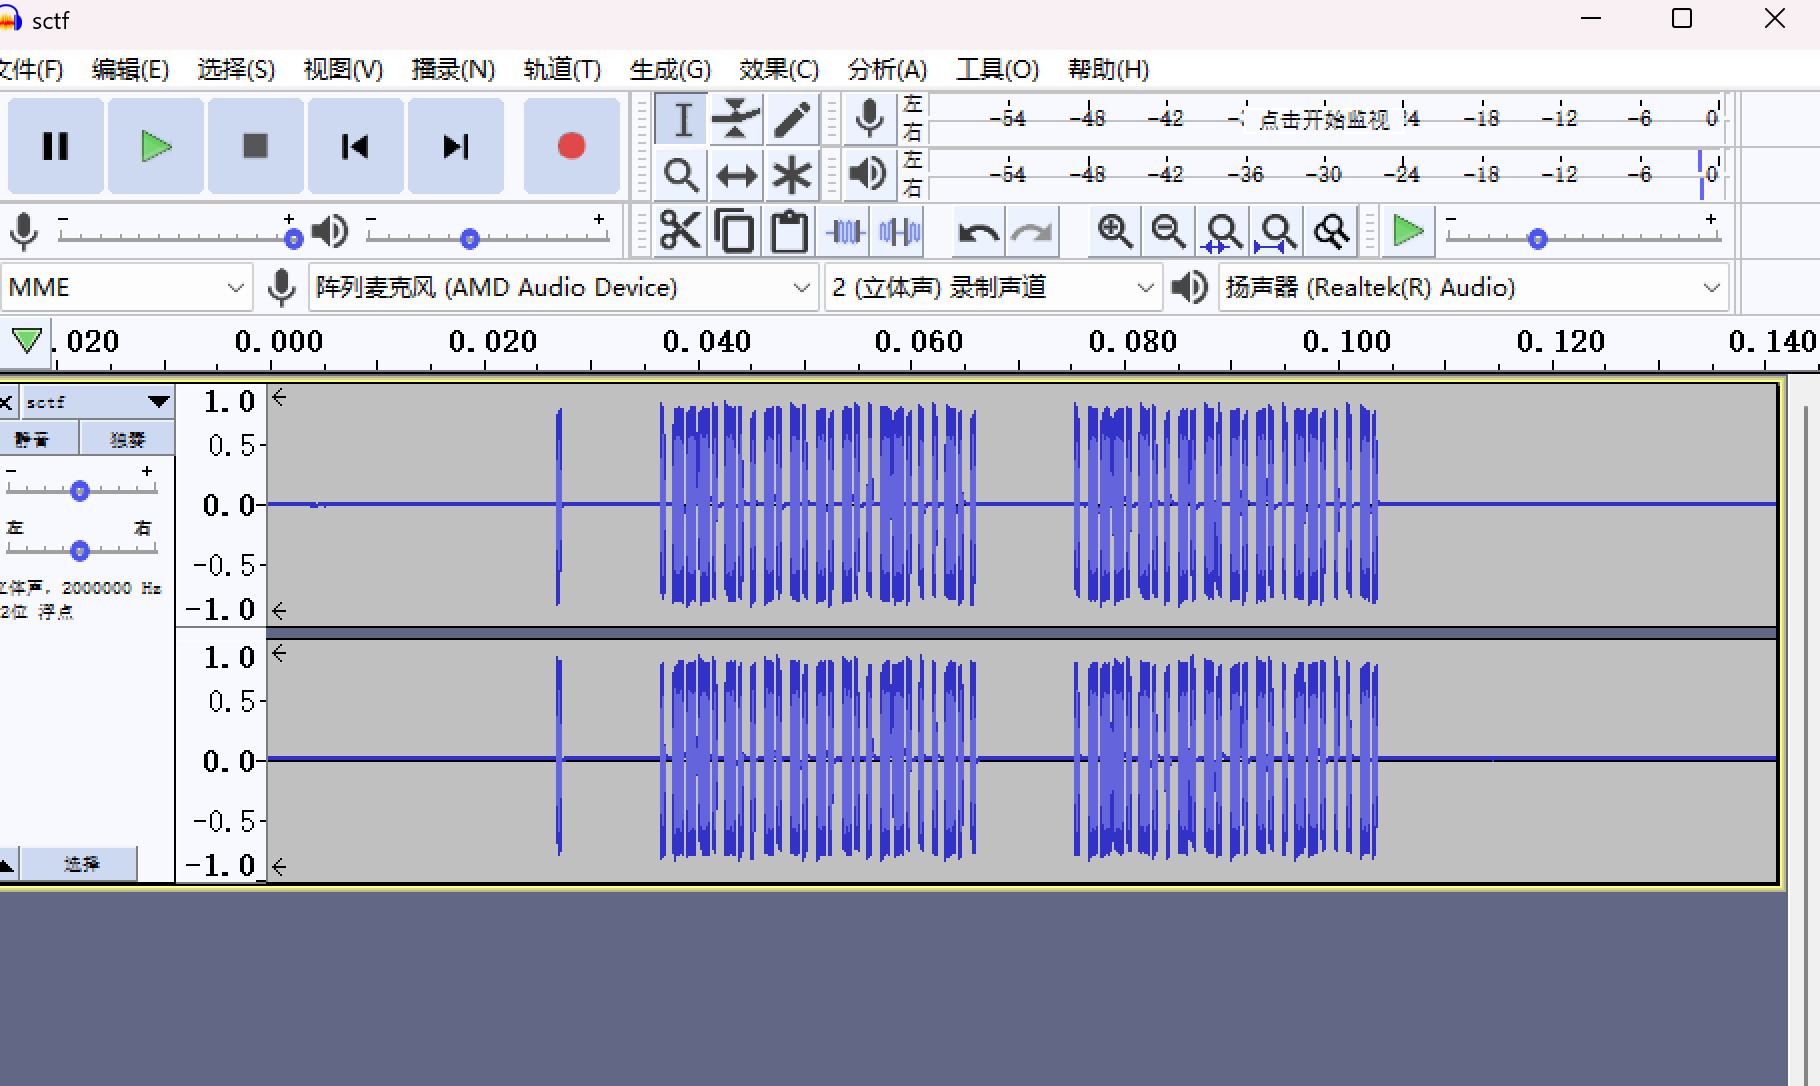 sctf
文件(F) 编辑(E) 选择(S) 视图(V) 播录(N) 轨道(T) 生成(G) 效果(C) 分析(A) 工具(O) 帮助(H)
左 右 -54 -48 -42 点击开始监视 -18 -12 -6 0
左 右 -54 -48 -42 -36 -30 -24 -18 -12 -6 0
- + - + - +
MME 阵列麦克风 (AMD Audio Device) 2 (立体声) 录制声道 扬声器 (Realtek(R) Audio)
.020 0.000 0.020 0.040 0.060 0.080 0.100 0.120 0.140
sctf
静音 独奏
- +
左 右
立体声, 2000000 Hz
2位 浮点
选择
1.0
0.5
0.0
-0.5
-1.0
1.0
0.5
0.0
-0.5
-1.0